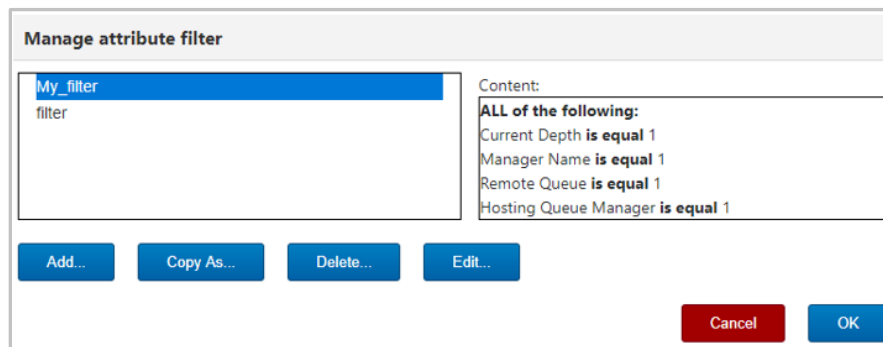 Manage attribute filter
My_filter
filter
Content:
ALL of the following:
Current Depth is equal 1
Manager Name is equal 1
Remote Queue is equal 1
Hosting Queue Manager is equal 1
Add...
Copy As...
Delete...
Edit...
Cancel
OK